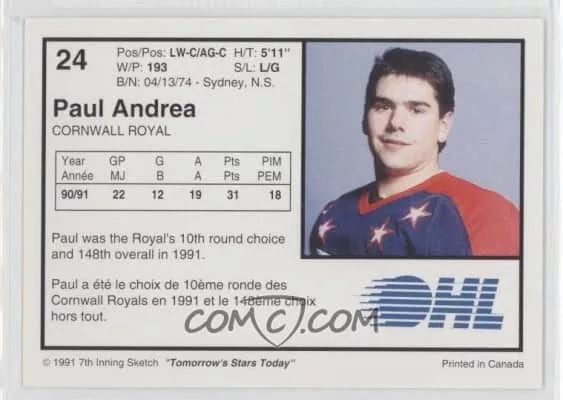 24
Pos/Pos: LW-C/AG-C H/T: 5'11"
W/P: 193 S/L: L/G
B/N: 04/13/74 - Sydney, N.S.
Paul Andrea
CORNWALL ROYAL
Year GP G A Pts PIM
Année MJ B A Pts PEM
90/91 22 12 19 31 18
Paul was the Royal's 10th round choice
and 148th overall in 1991.
Paul a été le choix de 10ème ronde des
Cornwall Royals en 1991 et le 148ème choix
hors tout.
COMC.COM
OHL
© 1991 7th Inning Sketch "Tomorrow's Stars Today" Printed in Canada